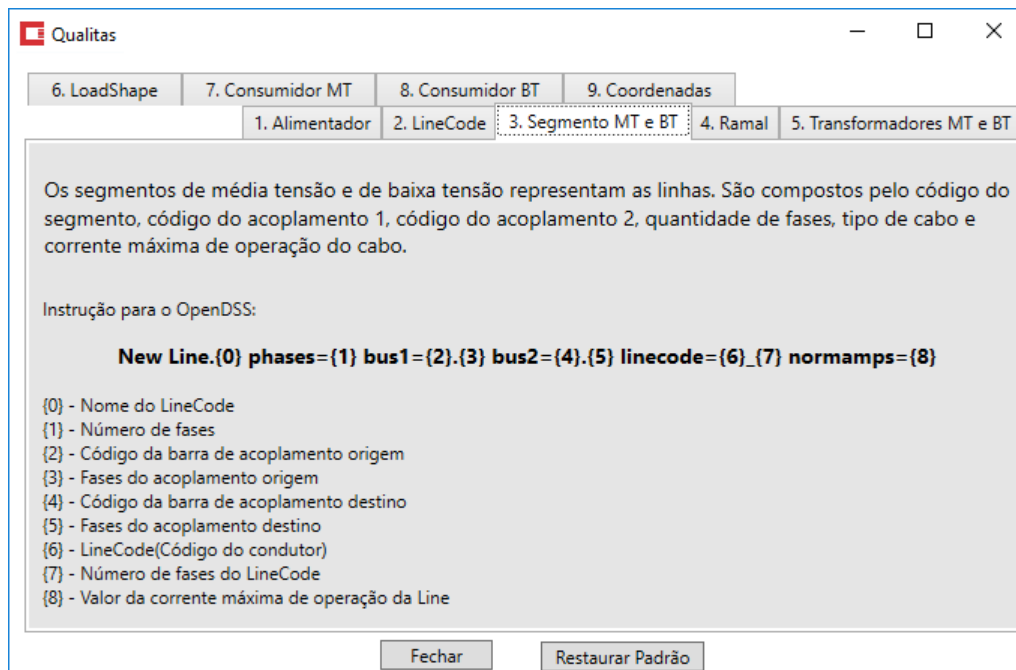 Qualitas
6. LoadShape
7. Consumidor MT
8. Consumidor BT
9. Coordenadas
1. Alimentador
2. LineCode
3. Segmento MT e BT
4. Ramal
5. Transformadores MT e BT
Os segmentos de média tensão e de baixa tensão representam as linhas. São compostos pelo código do
segmento, código do acoplamento 1, código do acoplamento 2, quantidade de fases, tipo de cabo e
corrente máxima de operação do cabo.
Instrução para o OpenDSS:
New Line.{0} phases={1} bus1={2}.{3} bus2={4}.{5} linecode={6}_{7} normamps={8}
{0} - Nome do LineCode
{1} - Número de fases
{2} - Código da barra de acoplamento origem
{3} - Fases do acoplamento origem
{4} - Código da barra de acoplamento destino
{5} - Fases do acoplamento destino
{6} - LineCode(Código do condutor)
{7} - Número de fases do LineCode
{8} - Valor da corrente máxima de operação da Line
Fechar
Restaurar Padrão